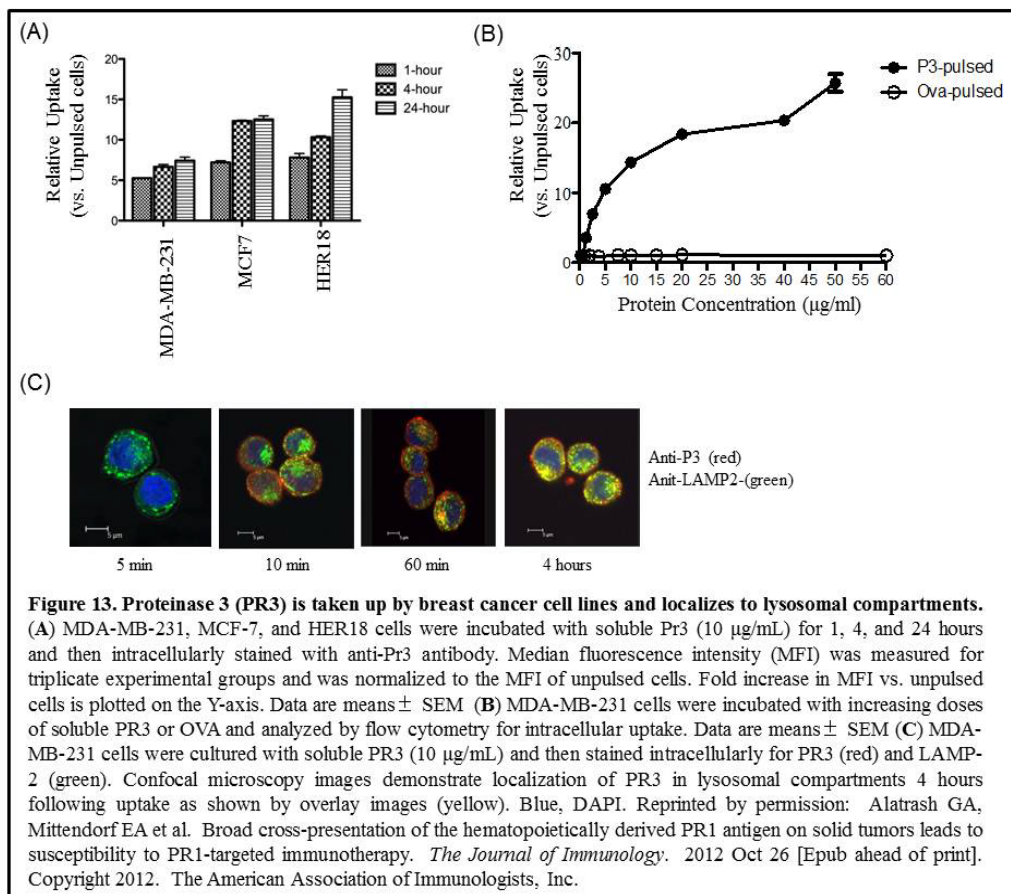 (A)
Relative Uptake
(vs. Unpulsed cells)
20
15
10
5
0
1-hour
4-hour
24-hour
MDA-MB-231
MCF7
HER18
(B)
Relative Uptake
(vs. Unpulsed cells)
30
20
10
0
P3-pulsed
Ova-pulsed
0 5 10 15 20 25 30 35 40 45 50 55 60
Protein Concentration (μg/ml)
(C)
5 μm
5 μm
5 μm
5 μm
Anti-P3 (red)
Anit-LAMP2-(green)
5 min
10 min
60 min
4 hours
Figure 13. Proteinase 3 (PR3) is taken up by breast cancer cell lines and localizes to lysosomal compartments.
(A) MDA-MB-231, MCF-7, and HER18 cells were incubated with soluble Pr3 (10 μg/mL) for 1, 4, and 24 hours
and then intracellularly stained with anti-Pr3 antibody. Median fluorescence intensity (MFI) was measured for
triplicate experimental groups and was normalized to the MFI of unpulsed cells. Fold increase in MFI vs. unpulsed
cells is plotted on the Y-axis. Data are means ± SEM (B) MDA-MB-231 cells were incubated with increasing doses
of soluble PR3 or OVA and analyzed by flow cytometry for intracellular uptake. Data are means ± SEM (C) MDA-
MB-231 cells were cultured with soluble PR3 (10 μg/mL) and then stained intracellularly for PR3 (red) and LAMP-
2 (green). Confocal microscopy images demonstrate localization of PR3 in lysosomal compartments 4 hours
following uptake as shown by overlay images (yellow). Blue, DAPI. Reprinted by permission: Alatrash GA,
Mittendorf EA et al. Broad cross-presentation of the hematopoietically derived PR1 antigen on solid tumors leads to
susceptibility to PR1-targeted immunotherapy. The Journal of Immunology. 2012 Oct 26 [Epub ahead of print].
Copyright 2012. The American Association of Immunologists, Inc.